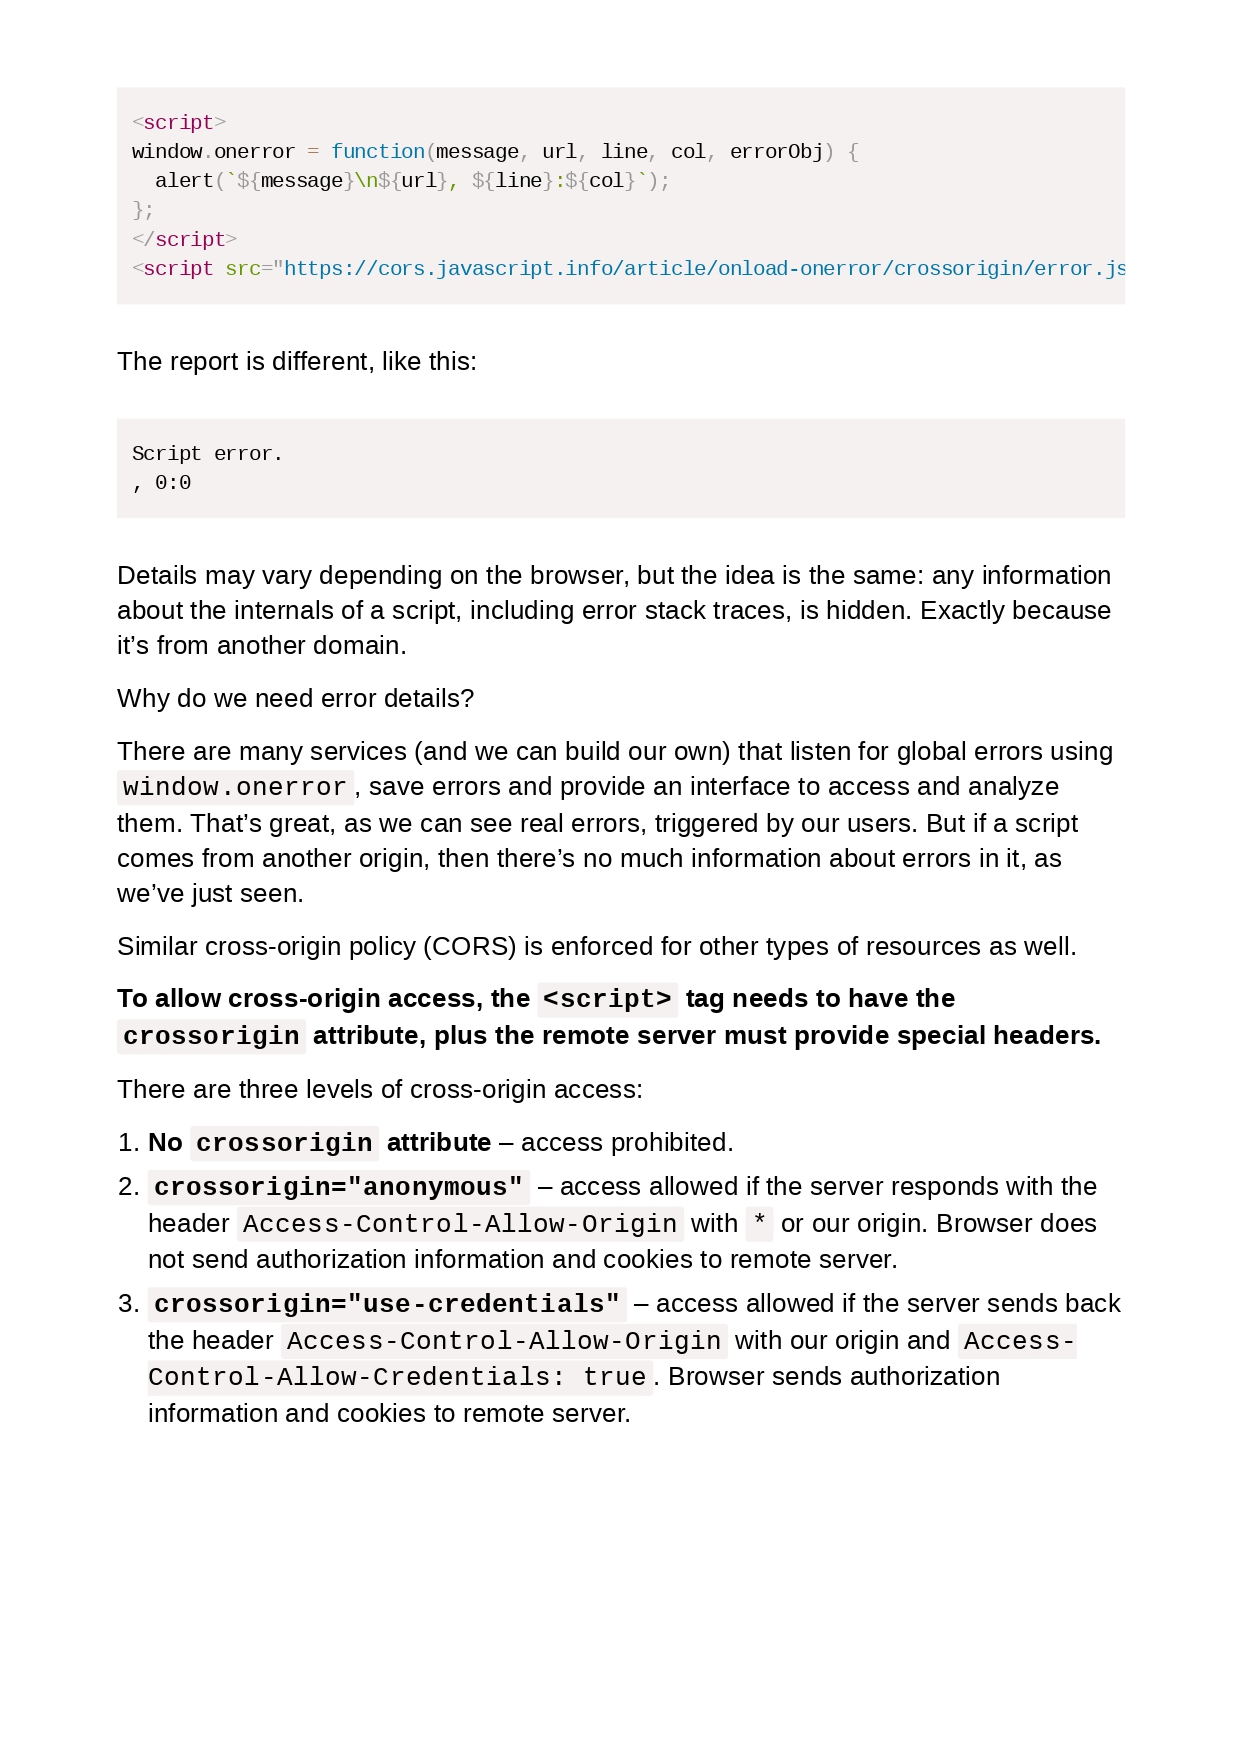 <script>
window.onerror = function(message, url, line, col, errorObj) {
  alert(`${message}\n${url}, ${line}:${col}`);
};
</script>
<script src="https://cors.javascript.info/article/onload-onerror/crossorigin/error.js
The report is different, like this:
Script error.
, 0:0
Details may vary depending on the browser, but the idea is the same: any information
about the internals of a script, including error stack traces, is hidden. Exactly because
it’s from another domain.
Why do we need error details?
There are many services (and we can build our own) that listen for global errors using
window.onerror, save errors and provide an interface to access and analyze
them. That’s great, as we can see real errors, triggered by our users. But if a script
comes from another origin, then there’s no much information about errors in it, as
we’ve just seen.
Similar cross-origin policy (CORS) is enforced for other types of resources as well.
To allow cross-origin access, the <script> tag needs to have the
crossorigin attribute, plus the remote server must provide special headers.
There are three levels of cross-origin access:
1. No crossorigin attribute – access prohibited.
2. crossorigin="anonymous" – access allowed if the server responds with the
header Access-Control-Allow-Origin with * or our origin. Browser does
not send authorization information and cookies to remote server.
3. crossorigin="use-credentials" – access allowed if the server sends back
the header Access-Control-Allow-Origin with our origin and Access-
Control-Allow-Credentials: true. Browser sends authorization
information and cookies to remote server.